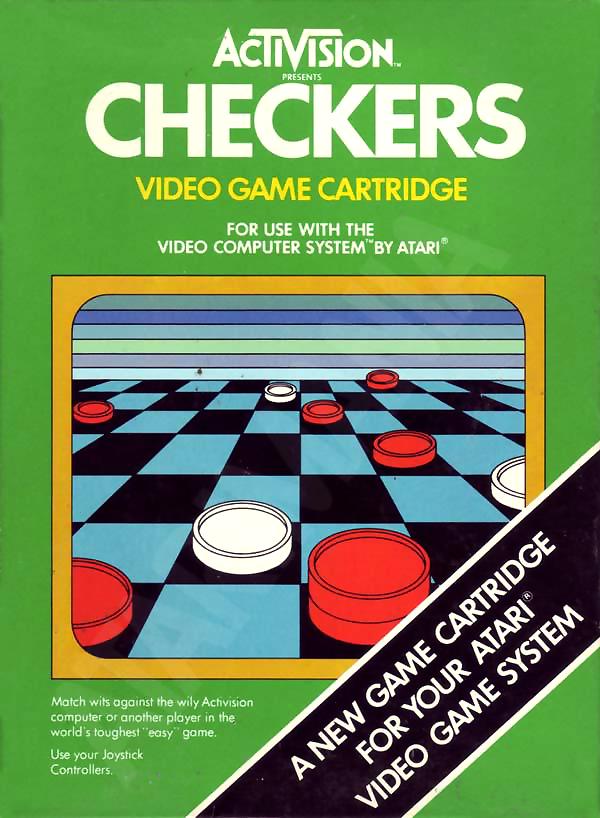 ACTIVISION™
PRESENTS
CHECKERS
VIDEO GAME CARTRIDGE
FOR USE WITH THE
VIDEO COMPUTER SYSTEM™ BY ATARI®
A NEW GAME CARTRIDGE
FOR YOUR ATARI®
VIDEO GAME SYSTEM
Match wits against the wily Activision
computer or another player in the
world's toughest "easy" game.
Use your Joystick
Controllers.